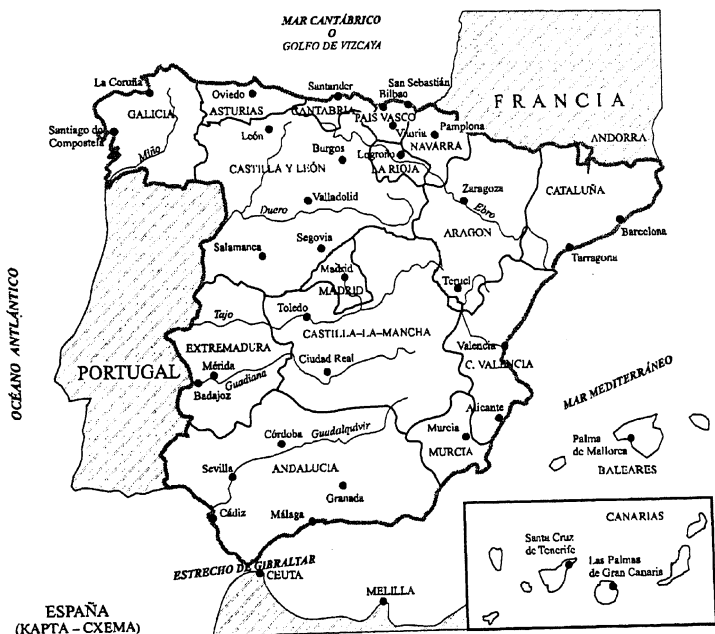 MAR CANTÁBRICO
O
GOLFO DE VIZCAYA
La Coruña
Oviedo
Santander
San Sebastián
Bilbao
FRANCIA
GALICIA
ASTURIAS
CANTABRIA
PAIS VASCO
Santiago de
Compostela
León
Vitoria
Pamplona
NAVARRA
ANDORRA
Miño
Burgos
Logroño
LA RIOJA
CASTILLA Y LEÓN
Zaragoza
CATALUÑA
Valladolid
Duero
Ebro
ARAGON
Barcelona
Salamanca
Segovia
Tarragona
Madrid
MADRID
Teruel
OCÉANO ANTLÁNTICO
Tajo
Toledo
CASTILLA-LA-MANCHA
EXTREMADURA
Valencia
Ciudad Real
C. VALENCIA
PORTUGAL
Mérida
Guadiana
Badajoz
MAR MEDITERRÁNEO
Alicante
Córdoba
Guadalquivir
Murcia
MURCIA
Palma
de Mallorca
BALEARES
Sevilla
ANDALUCIA
Granada
Cádiz
Málaga
CANARIAS
Santa Cruz
de Tenerife
Las Palmas
de Gran Canaria
ESTRECHO DE GIBRALTAR
CEUTA
MELILLA
ESPAÑA
(КАРТА – СХЕМА)